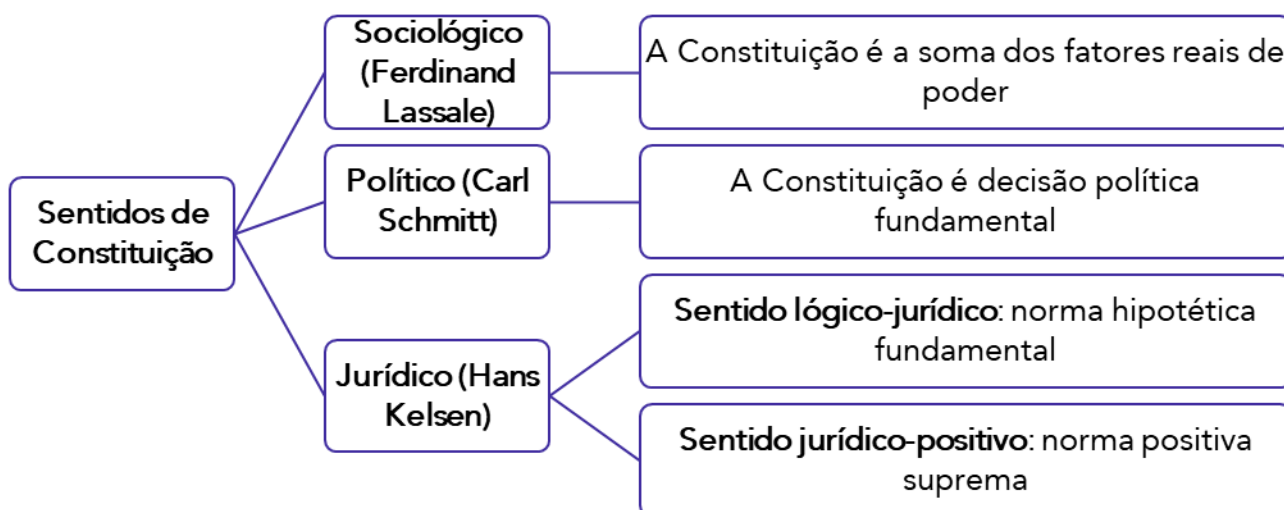 Sentidos de
Constituição
Sociológico
(Ferdinand
Lassale)
A Constituição é a soma dos fatores reais de
poder
Político (Carl
Schmitt)
A Constituição é decisão política
fundamental
Jurídico (Hans
Kelsen)
Sentido lógico-jurídico: norma hipotética
fundamental
Sentido jurídico-positivo: norma positiva
suprema